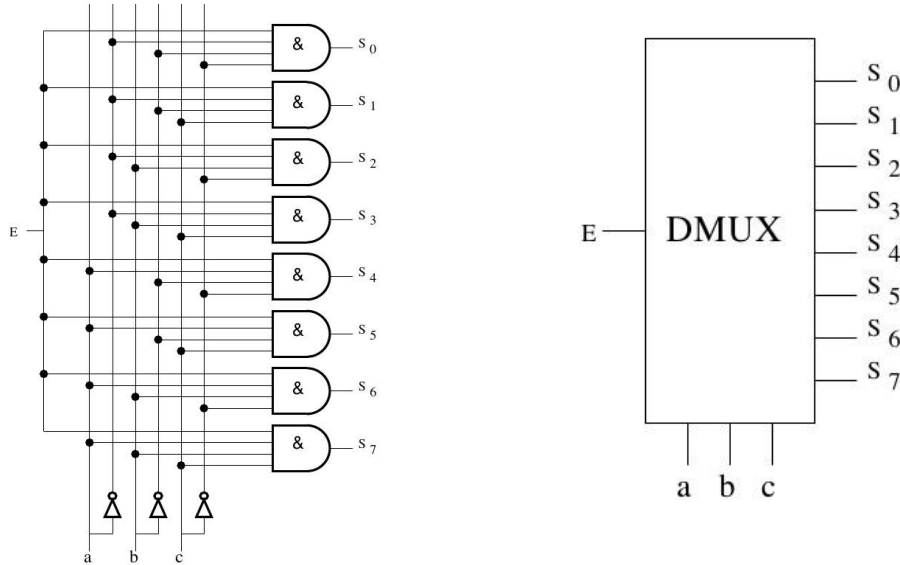 & S 0
& S 1
& S 2
& S 3
E
& S 4
& S 5
& S 6
& S 7
a b c
S 0
S 1
S 2
S 3
E DMUX
S 4
S 5
S 6
S 7
a b c